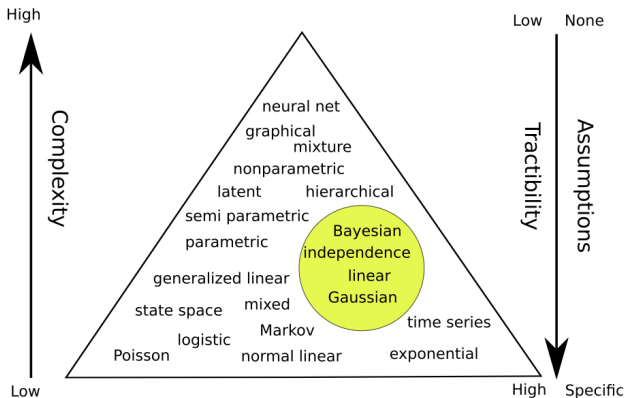 High
Low None
neural net
graphical
mixture
nonparametric
latent hierarchical
semi parametric
parametric
Bayesian
independence
linear
Gaussian
generalized linear
state space
mixed
time series
Markov
logistic
Poisson
normal linear
exponential
Complexity
Tractibility
Assumptions
Low
High Specific